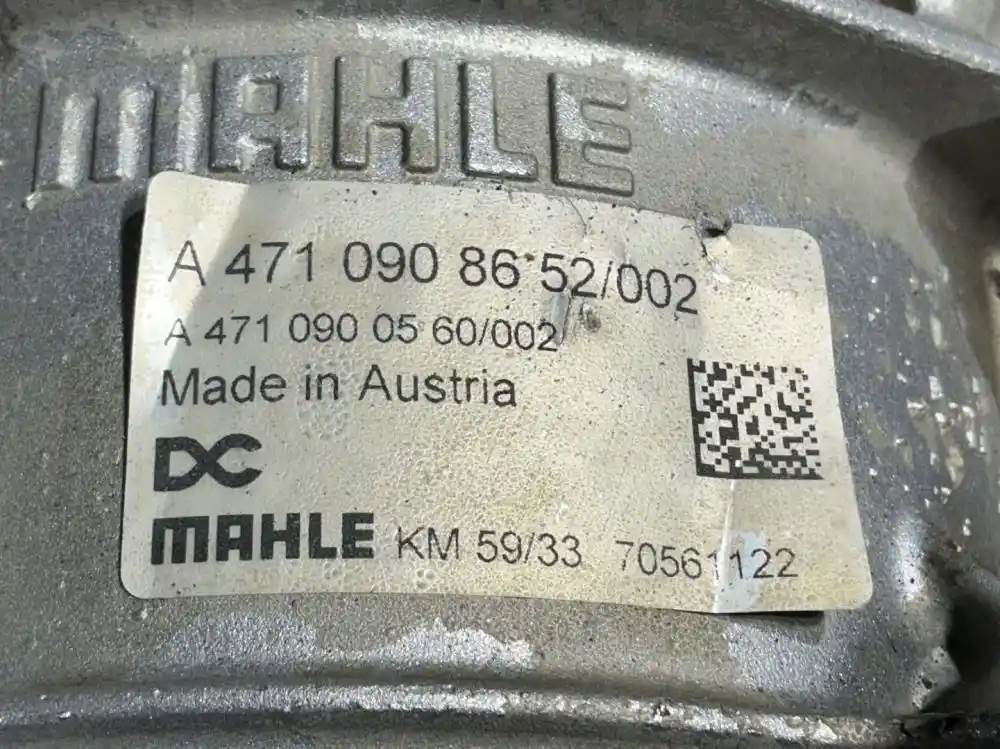 MAHLE
A 471 090 86 52/002
A 471 090 05 60/002
Made in Austria
DC
MAHLE KM 59/33 70561122